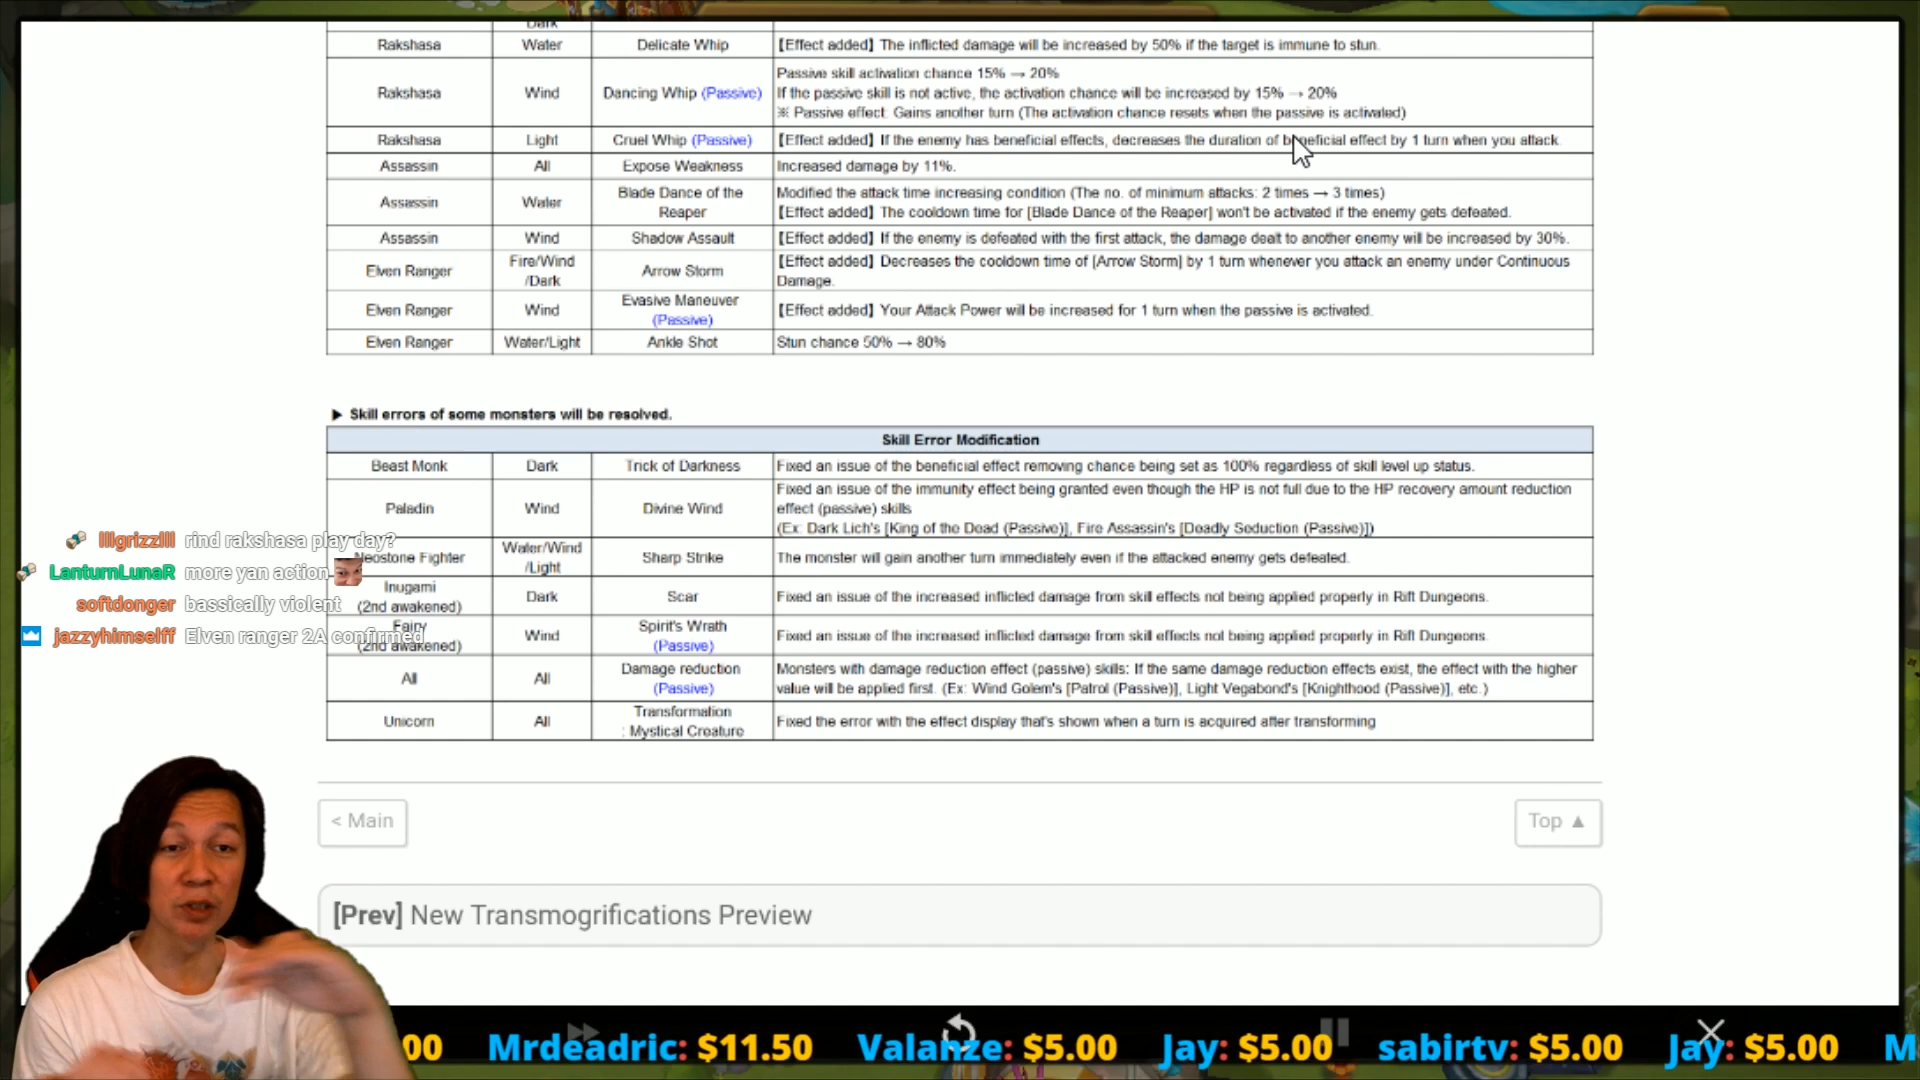 Dark
Rakshasa Water Delicate Whip 【Effect added】 The inflicted damage will be increased by 50% if the target is immune to stun.
Rakshasa Wind Dancing Whip (Passive) Passive skill activation chance 15% → 20%
If the passive skill is not active, the activation chance will be increased by 15% → 20%
※ Passive effect: Gains another turn (The activation chance resets when the passive is activated)
Rakshasa Light Cruel Whip (Passive) 【Effect added】 If the enemy has beneficial effects, decreases the duration of beneficial effect by 1 turn when you attack.
Assassin All Expose Weakness Increased damage by 11%.
Assassin Water Blade Dance of the Reaper Modified the attack time increasing condition (The no. of minimum attacks: 2 times → 3 times)
【Effect added】 The cooldown time for [Blade Dance of the Reaper] won't be activated if the enemy gets defeated.
Assassin Wind Shadow Assault 【Effect added】 If the enemy is defeated with the first attack, the damage dealt to another enemy will be increased by 30%.
Elven Ranger Fire/Wind /Dark Arrow Storm 【Effect added】 Decreases the cooldown time of [Arrow Storm] by 1 turn whenever you attack an enemy under Continuous
Damage.
Elven Ranger Wind Evasive Maneuver (Passive) 【Effect added】 Your Attack Power will be increased for 1 turn when the passive is activated.
Elven Ranger Water/Light Ankle Shot Stun chance 50% → 80%
▶ Skill errors of some monsters will be resolved.
Skill Error Modification
Beast Monk Dark Trick of Darkness Fixed an issue of the beneficial effect removing chance being set as 100% regardless of skill level up status.
Paladin Wind Divine Wind Fixed an issue of the immunity effect being granted even though the HP is not full due to the HP recovery amount reduction
effect (passive) skills
(Ex: Dark Lich's [King of the Dead (Passive)], Fire Assassin's [Deadly Seduction (Passive)])
Neostone Fighter Water/Wind /Light Sharp Strike The monster will gain another turn immediately even if the attacked enemy gets defeated.
Inugami (2nd awakened) Dark Scar Fixed an issue of the increased inflicted damage from skill effects not being applied properly in Rift Dungeons.
Fairy (2nd awakened) Wind Spirit's Wrath (Passive) Fixed an issue of the increased inflicted damage from skill effects not being applied properly in Rift Dungeons.
All All Damage reduction (Passive) Monsters with damage reduction effect (passive) skills: If the same damage reduction effects exist, the effect with the higher
value will be applied first. (Ex: Wind Golem's [Patrol (Passive)], Light Vegabond's [Knighthood (Passive)], etc.)
Unicorn All Transformation : Mystical Creature Fixed the error with the effect display that's shown when a turn is acquired after transforming
lllgrizzlll rind rakshasa play day?
LanturnLunaR more yan action
softdonger bassically violent
jazzyhimselff Elven ranger 2A confirmed
< Main
Top ▲
[Prev] New Transmogrifications Preview
00 Mrdeadric: $11.50 Valanze: $5.00 Jay: $5.00 sabirtv: $5.00 Jay: $5.00 M